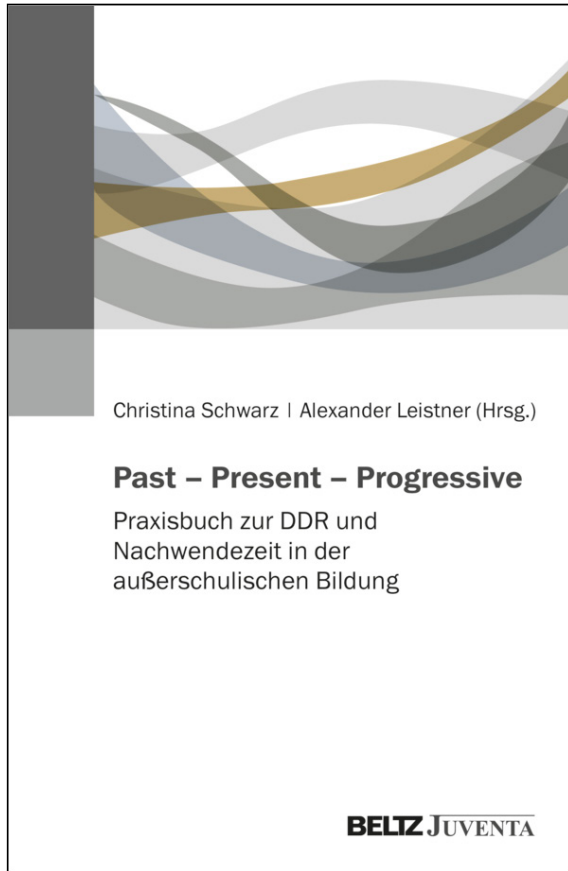 Christina Schwarz | Alexander Leistner (Hrsg.)
Past – Present – Progressive
Praxisbuch zur DDR und
Nachwendezeit in der
außerschulischen Bildung
BELTZ JUVENTA